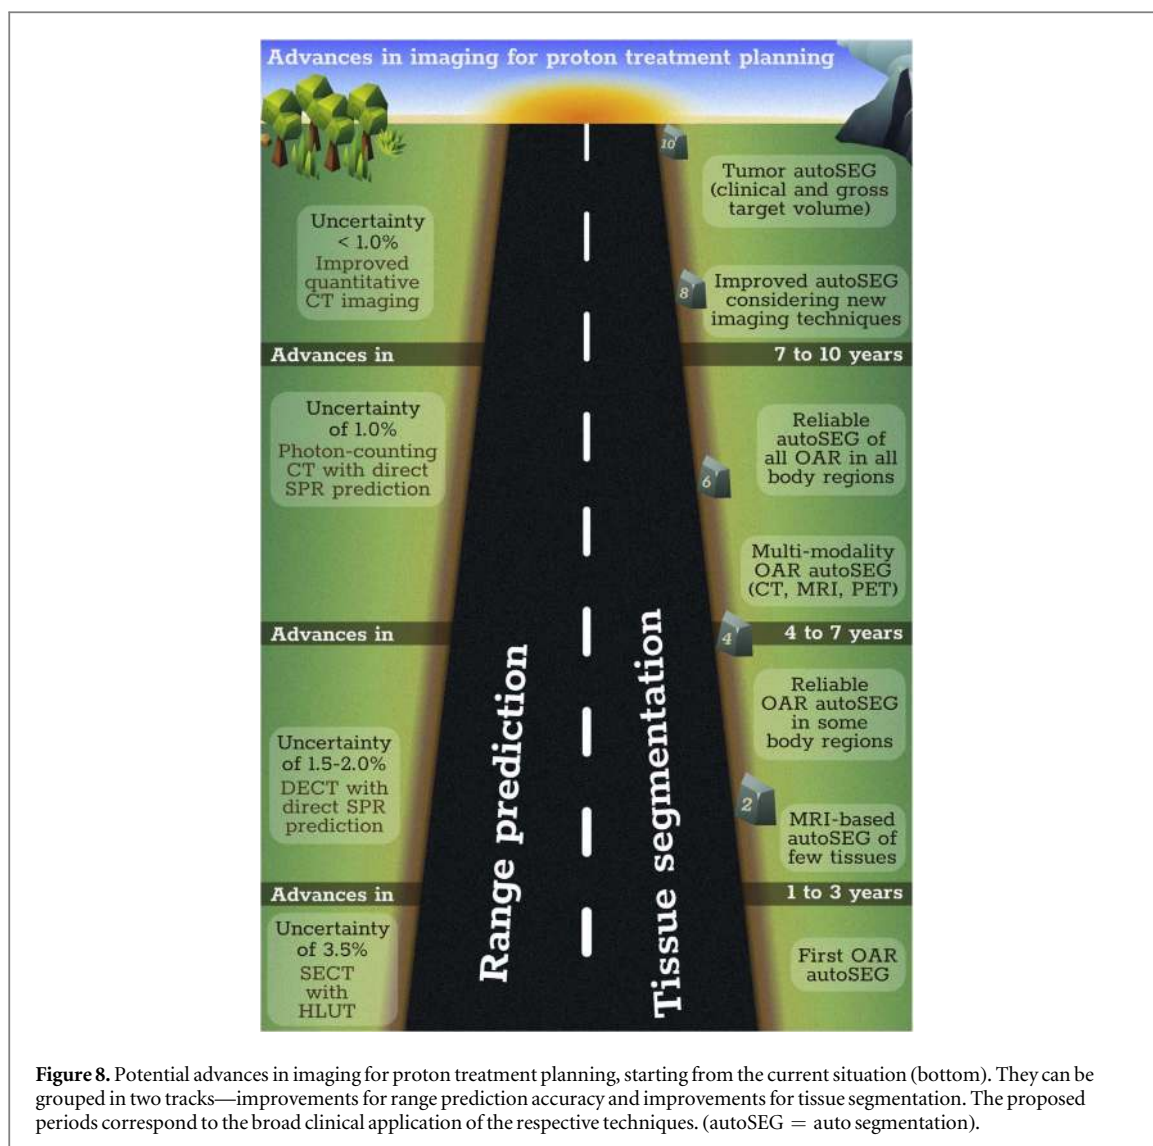 Advances in imaging for proton treatment planning
10
Tumor autoSEG
(clinical and gross
target volume)
Uncertainty
< 1.0%
Improved
quantitative
CT imaging
8
Improved autoSEG
considering new
imaging techniques
Advances in
7 to 10 years
Uncertainty
of 1.0%
Photon-counting
CT with direct
SPR prediction
Reliable
autoSEG of
all OAR in all
body regions
6
Multi-modality
OAR autoSEG
(CT, MRI, PET)
Advances in
4 to 7 years
4
Reliable
OAR autoSEG
in some
body regions
Uncertainty
of 1.5-2.0%
DECT with
direct SPR
prediction
2
MRI-based
autoSEG of
few tissues
Range prediction
Tissue segmentation
Advances in
1 to 3 years
Uncertainty
of 3.5%
SECT
with
HLUT
First OAR
autoSEG
Figure 8. Potential advances in imaging for proton treatment planning, starting from the current situation (bottom). They can be
grouped in two tracks—improvements for range prediction accuracy and improvements for tissue segmentation. The proposed
periods correspond to the broad clinical application of the respective techniques. (autoSEG = auto segmentation).